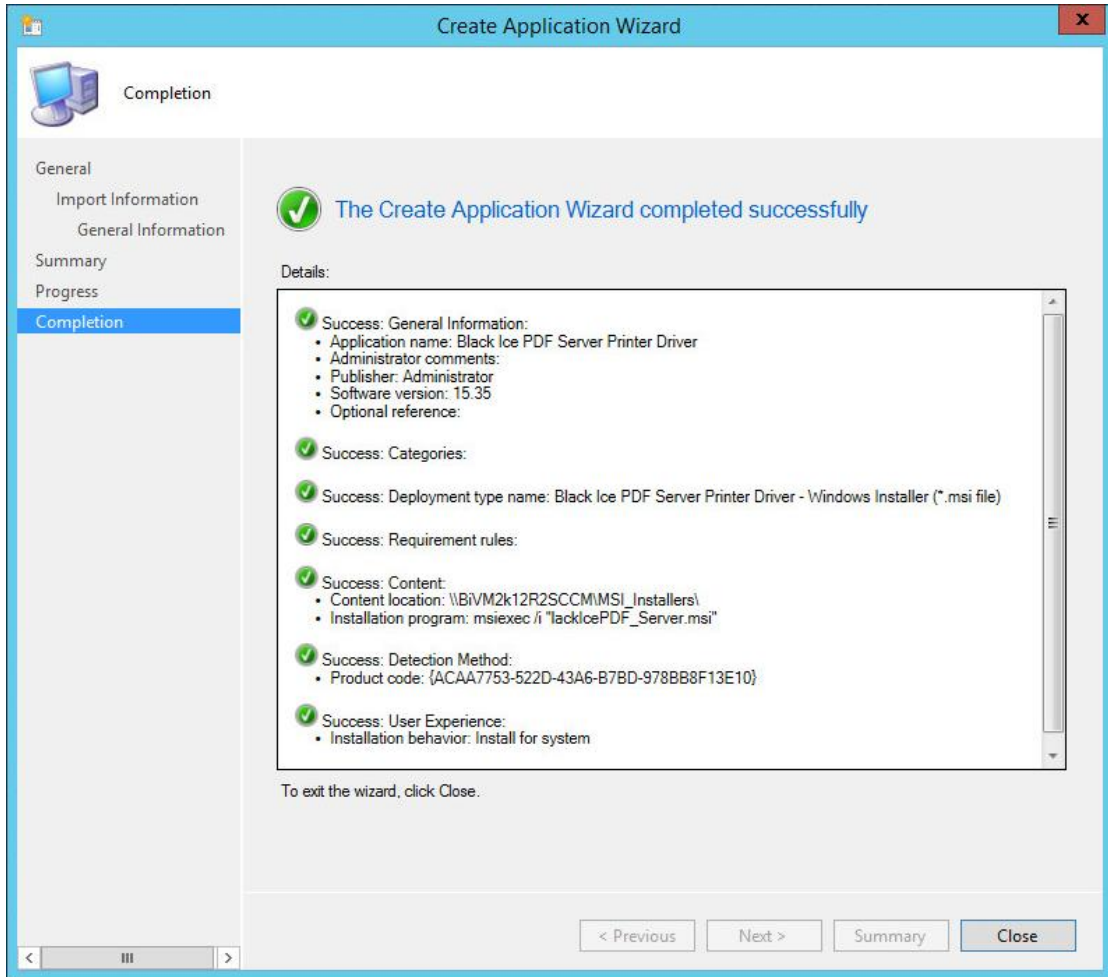 Create Application Wizard
x
Completion
General
Import Information
General Information
Summary
Progress
Completion
The Create Application Wizard completed successfully
Details:
Success: General Information:
• Application name: Black Ice PDF Server Printer Driver
• Administrator comments:
• Publisher: Administrator
• Software version: 15.35
• Optional reference:
Success: Categories:
Success: Deployment type name: Black Ice PDF Server Printer Driver - Windows Installer (*.msi file)
Success: Requirement rules:
Success: Content:
• Content location: \\BiVM2k12R2SCCM\MSI_Installers\
• Installation program: msiexec /i "lackIcePDF_Server.msi"
Success: Detection Method:
• Product code: {ACAA7753-522D-43A6-B7BD-978BB8F13E10}
Success: User Experience:
• Installation behavior: Install for system
To exit the wizard, click Close.
< Previous
Next >
Summary
Close